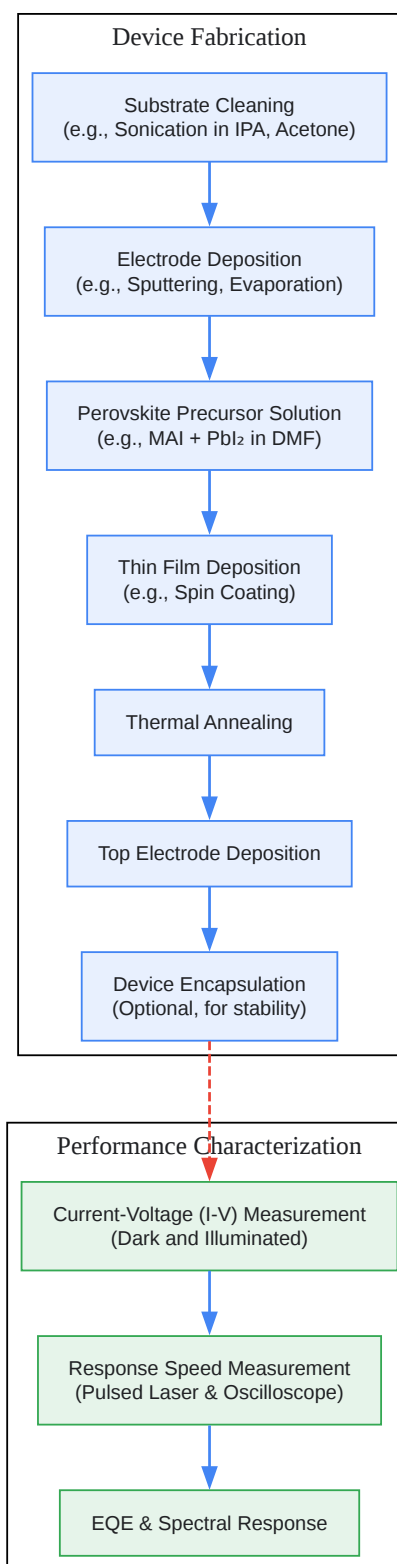 Device Fabrication
Substrate Cleaning
(e.g., Sonication in IPA, Acetone)
Electrode Deposition
(e.g., Sputtering, Evaporation)
Perovskite Precursor Solution
(e.g., MAI + PbI₂ in DMF)
Thin Film Deposition
(e.g., Spin Coating)
Thermal Annealing
Top Electrode Deposition
Device Encapsulation
(Optional, for stability)
Performance Characterization
Current-Voltage (I-V) Measurement
(Dark and Illuminated)
Response Speed Measurement
(Pulsed Laser & Oscilloscope)
EQE & Spectral Response